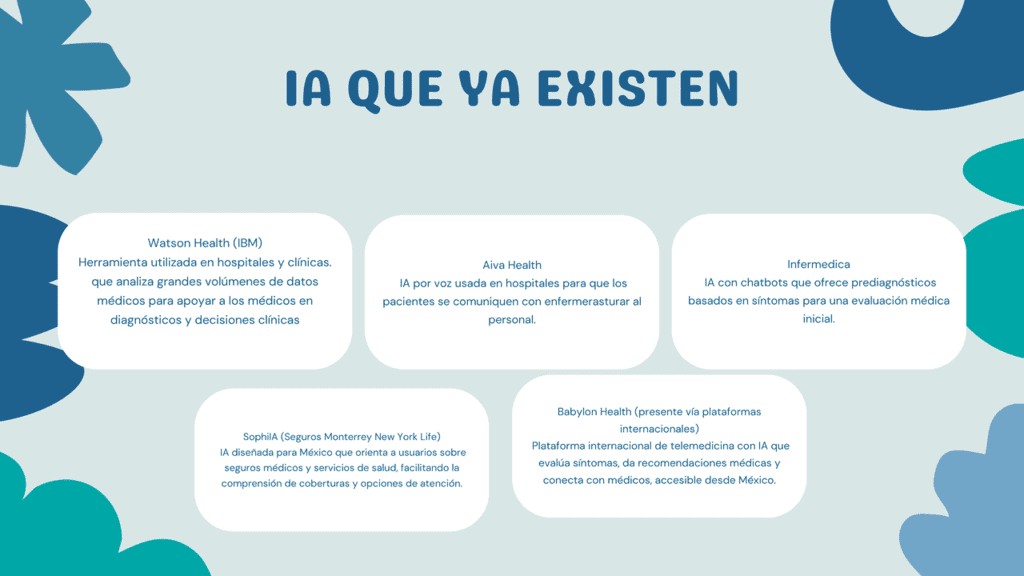 IA QUE YA EXISTEN
Watson Health (IBM)
Herramienta utilizada en hospitales y clínicas.
que analiza grandes volúmenes de datos
médicos para apoyar a los médicos en
diagnósticos y decisiones clínicas
Aiva Health
IA por voz usada en hospitales para que los
pacientes se comuniquen con enfermerasturar al
personal.
Infermedica
IA con chatbots que ofrece prediagnósticos
basados en síntomas para una evaluación médica
inicial.
SophiIA (Seguros Monterrey New York Life)
IA diseñada para México que orienta a usuarios sobre
seguros médicos y servicios de salud, facilitando la
comprensión de coberturas y opciones de atención.
Babylon Health (presente vía plataformas
internacionales)
Plataforma internacional de telemedicina con IA que
evalúa síntomas, da recomendaciones médicas y
conecta con médicos, accesible desde México.